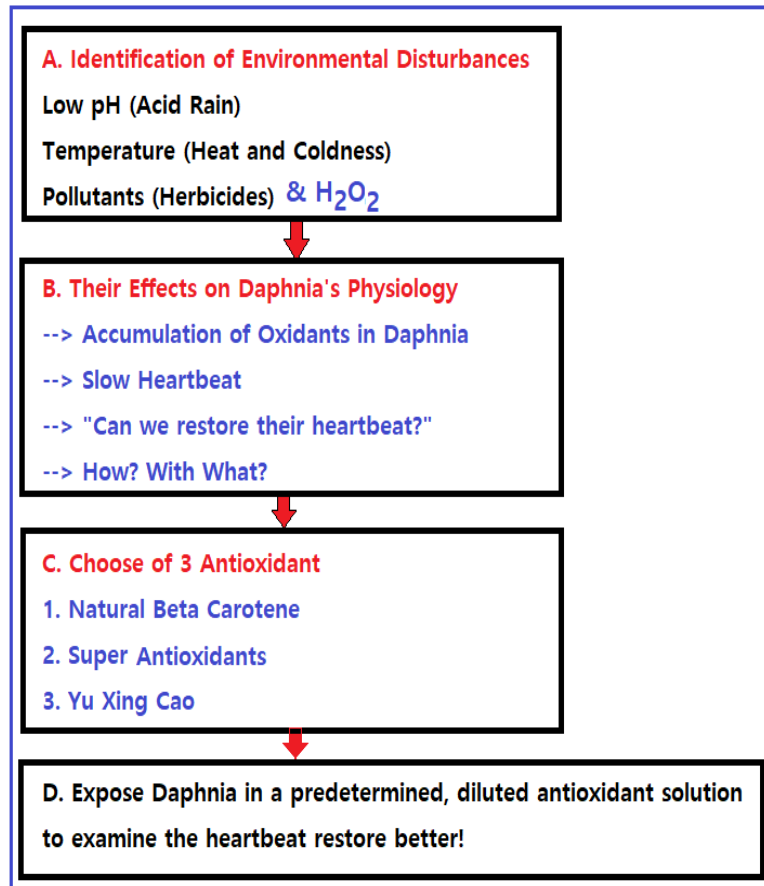 A. Identification of Environmental Disturbances
Low pH (Acid Rain)
Temperature (Heat and Coldness)
Pollutants (Herbicides) & H2O2
B. Their Effects on Daphnia's Physiology
--> Accumulation of Oxidants in Daphnia
--> Slow Heartbeat
--> "Can we restore their heartbeat?"
--> How? With What?
C. Choose of 3 Antioxidant
1. Natural Beta Carotene
2. Super Antioxidants
3. Yu Xing Cao
D. Expose Daphnia in a predetermined, diluted antioxidant solution
to examine the heartbeat restore better!